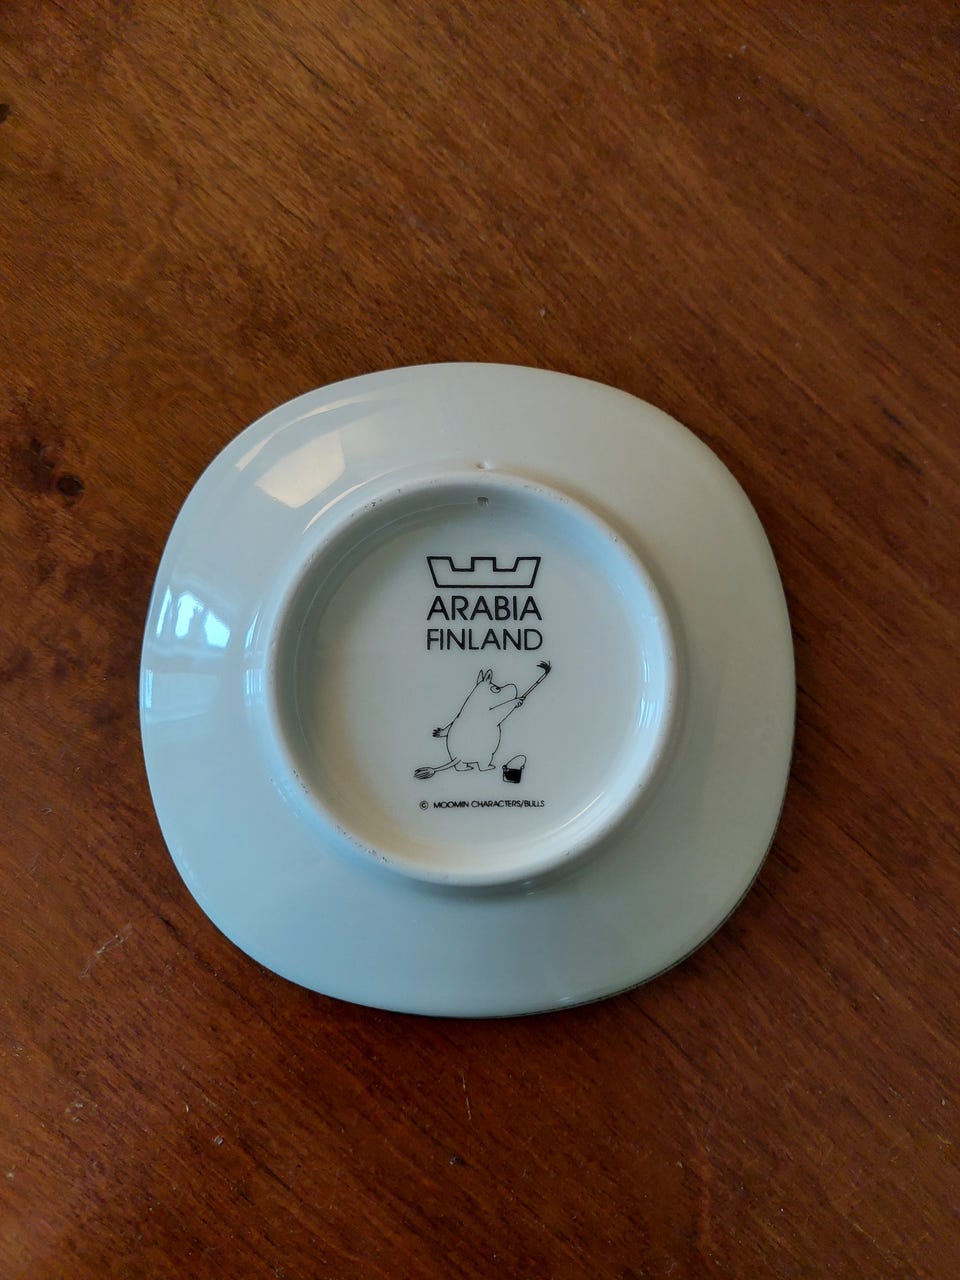 ARABIA
FINLAND
© MOOMIN CHARACTERS/BULLS